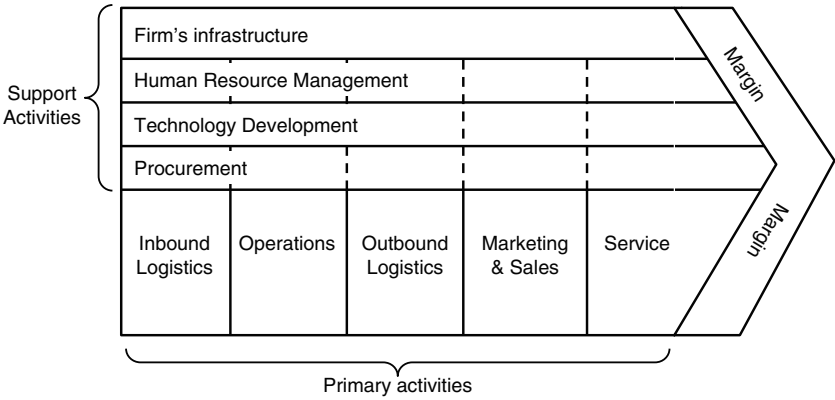 Firm's infrastructure
Human Resource Management
Technology Development
Procurement
Support
Activities
Margin
Margin
Inbound
Logistics
Operations
Outbound
Logistics
Marketing
& Sales
Service
Primary activities